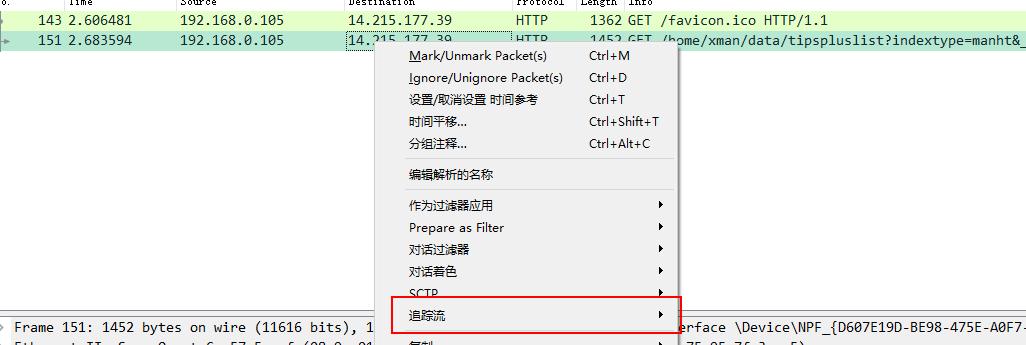 No. Time Source Destination Protocol Length Info
143 2.606481 192.168.0.105 14.215.177.39 HTTP 1362 GET /favicon.ico HTTP/1.1
151 2.683594 192.168.0.105 14.215.177.39 HTTP 1452 GET /home/xman/data/tipspluslist?indextype=manht&_
Mark/Unmark Packet(s) Ctrl+M
Ignore/Unignore Packet(s) Ctrl+D
设置/取消设置 时间参考 Ctrl+T
时间平移... Ctrl+Shift+T
分组注释... Ctrl+Alt+C
编辑解析的名称
作为过滤器应用
Prepare as Filter
对话过滤器
对话着色
SCTP
追踪流
Frame 151: 1452 bytes on wire (11616 bits), 1 erface \Device\NPF_{D607E19D-BE98-475E-A0F7-
复制